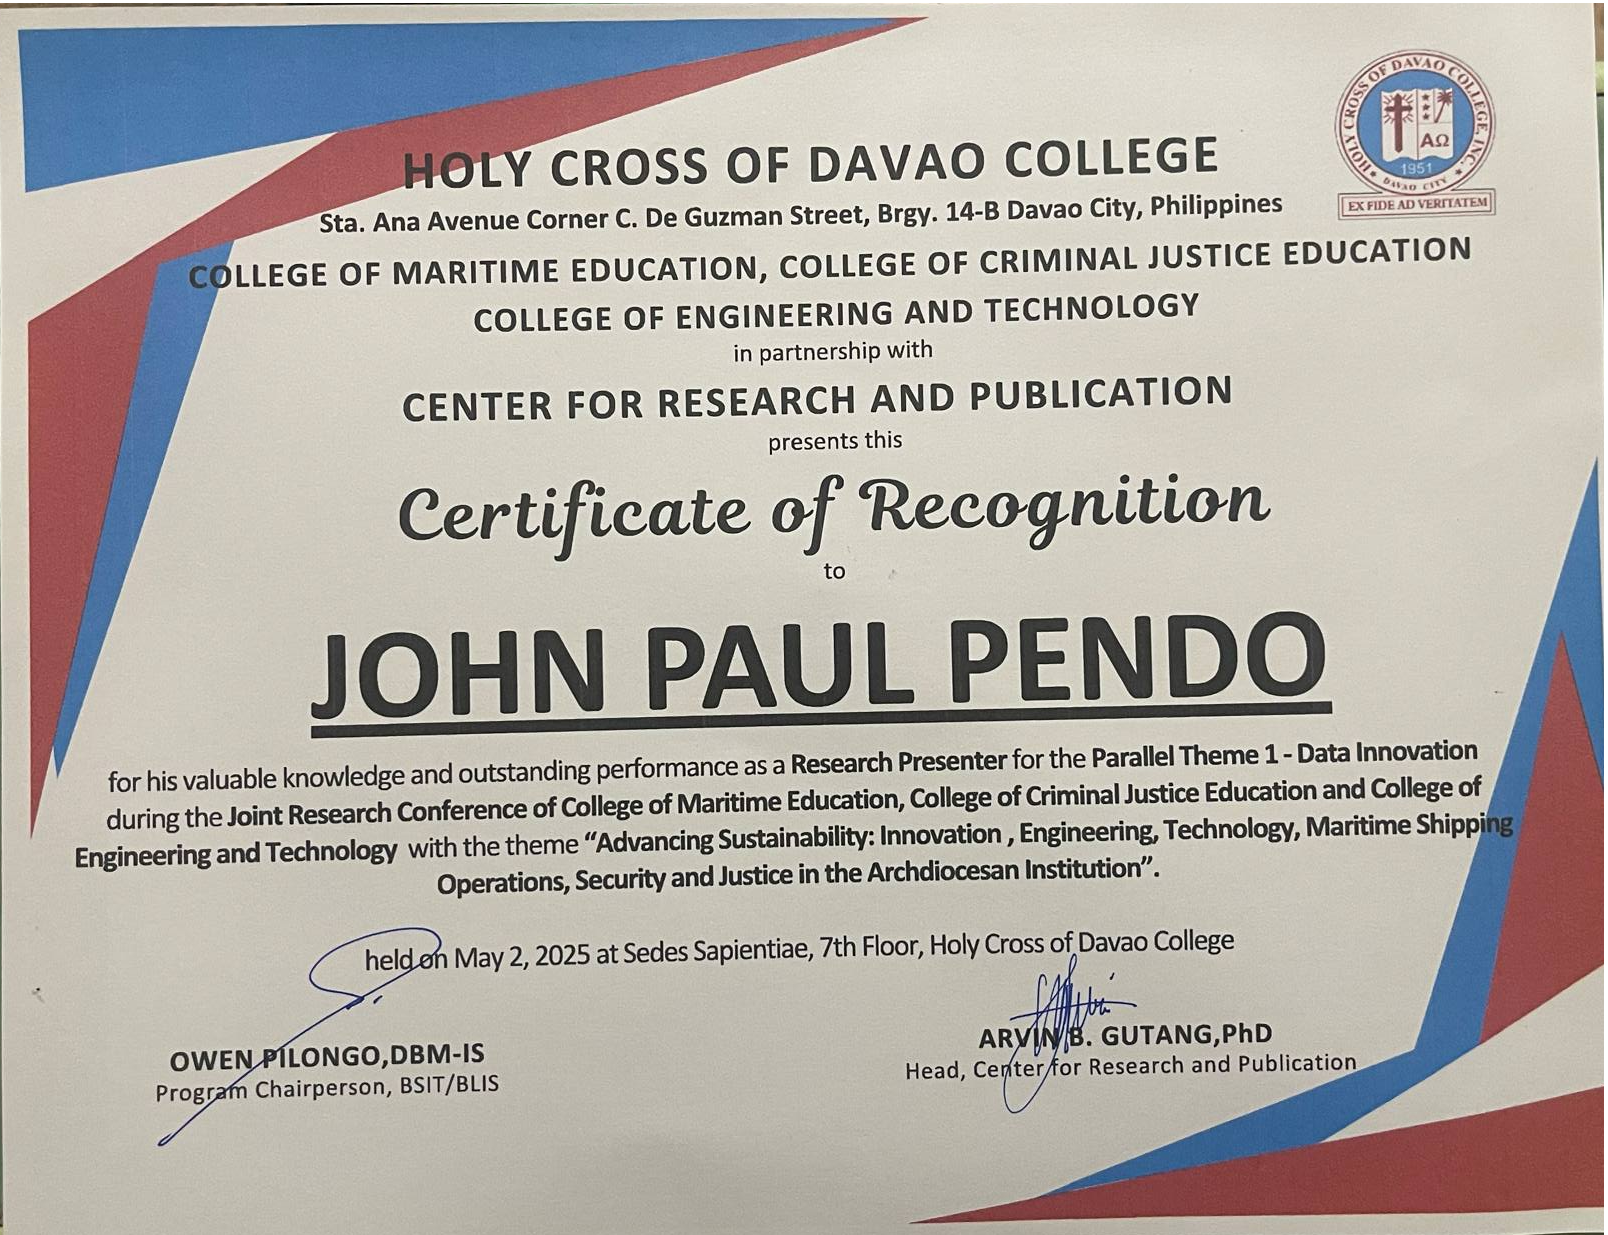 HOLY CROSS OF DAVAO COLLEGE, INC.
ΑΩ
1951
DAVAO CITY
EX FIDE AD VERITATEM
HOLY CROSS OF DAVAO COLLEGE
Sta. Ana Avenue Corner C. De Guzman Street, Brgy. 14-B Davao City, Philippines
COLLEGE OF MARITIME EDUCATION, COLLEGE OF CRIMINAL JUSTICE EDUCATION
COLLEGE OF ENGINEERING AND TECHNOLOGY
in partnership with
CENTER FOR RESEARCH AND PUBLICATION
presents this
Certificate of Recognition
to
JOHN PAUL PENDO
for his valuable knowledge and outstanding performance as a Research Presenter for the Parallel Theme 1 - Data Innovation
during the Joint Research Conference of College of Maritime Education, College of Criminal Justice Education and College of
Engineering and Technology with the theme “Advancing Sustainability: Innovation , Engineering, Technology, Maritime Shipping
Operations, Security and Justice in the Archdiocesan Institution”.
held on May 2, 2025 at Sedes Sapientiae, 7th Floor, Holy Cross of Davao College
OWEN PILONGO,DBM-IS
Program Chairperson, BSIT/BLIS
ARVIN B. GUTANG,PhD
Head, Center for Research and Publication